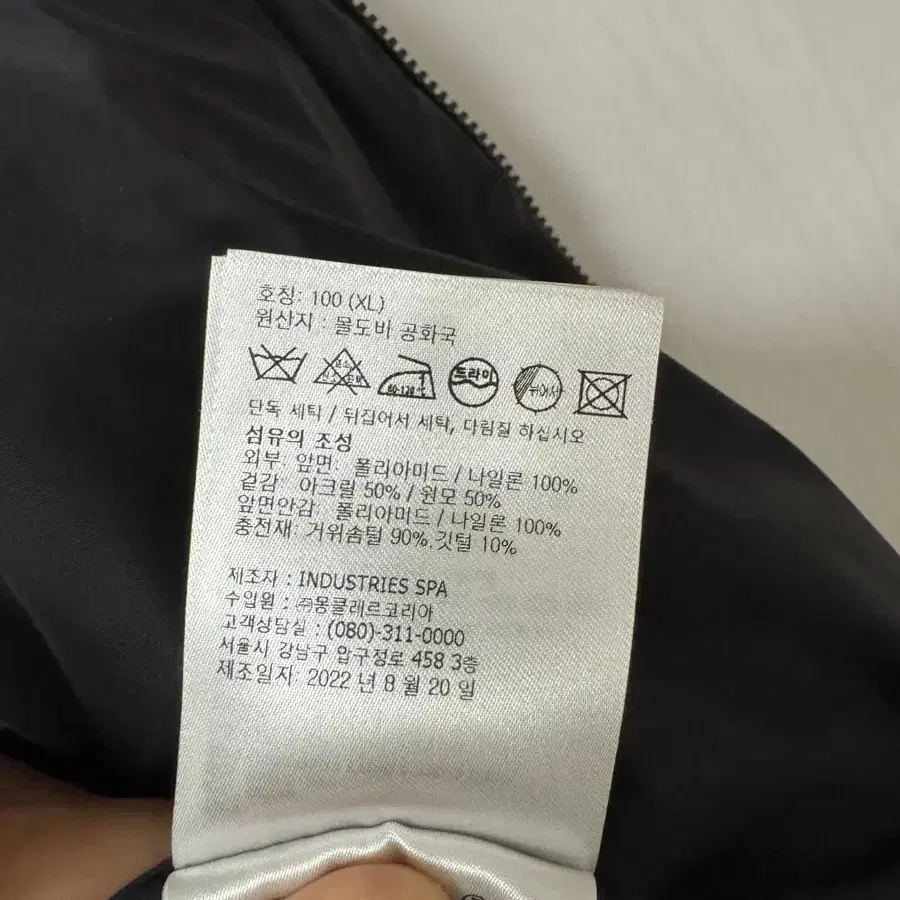 호칭: 100 (XL)
원산지 : 몰도비 공화국
드라이
뉘어서
단독 세틱 / 뒤집어서 세탁, 다림질 하십시오
섬유의 조성
외부: 앞면: 폴리아미드 / 나일론 100%
겉감: 아크릴 50% / 원모 50%
앞면안감 폴리아미드 / 나일론 100%
충전재: 거위솜털 90%.깃털 10%
제조자 : INDUSTRIES SPA
수입원 : ㈜몽클레르코리아
고객상담실 : (080)-311-0000
서울시 강남구 압구정로 458 3층
제조일자: 2022 년 8 월 20 일